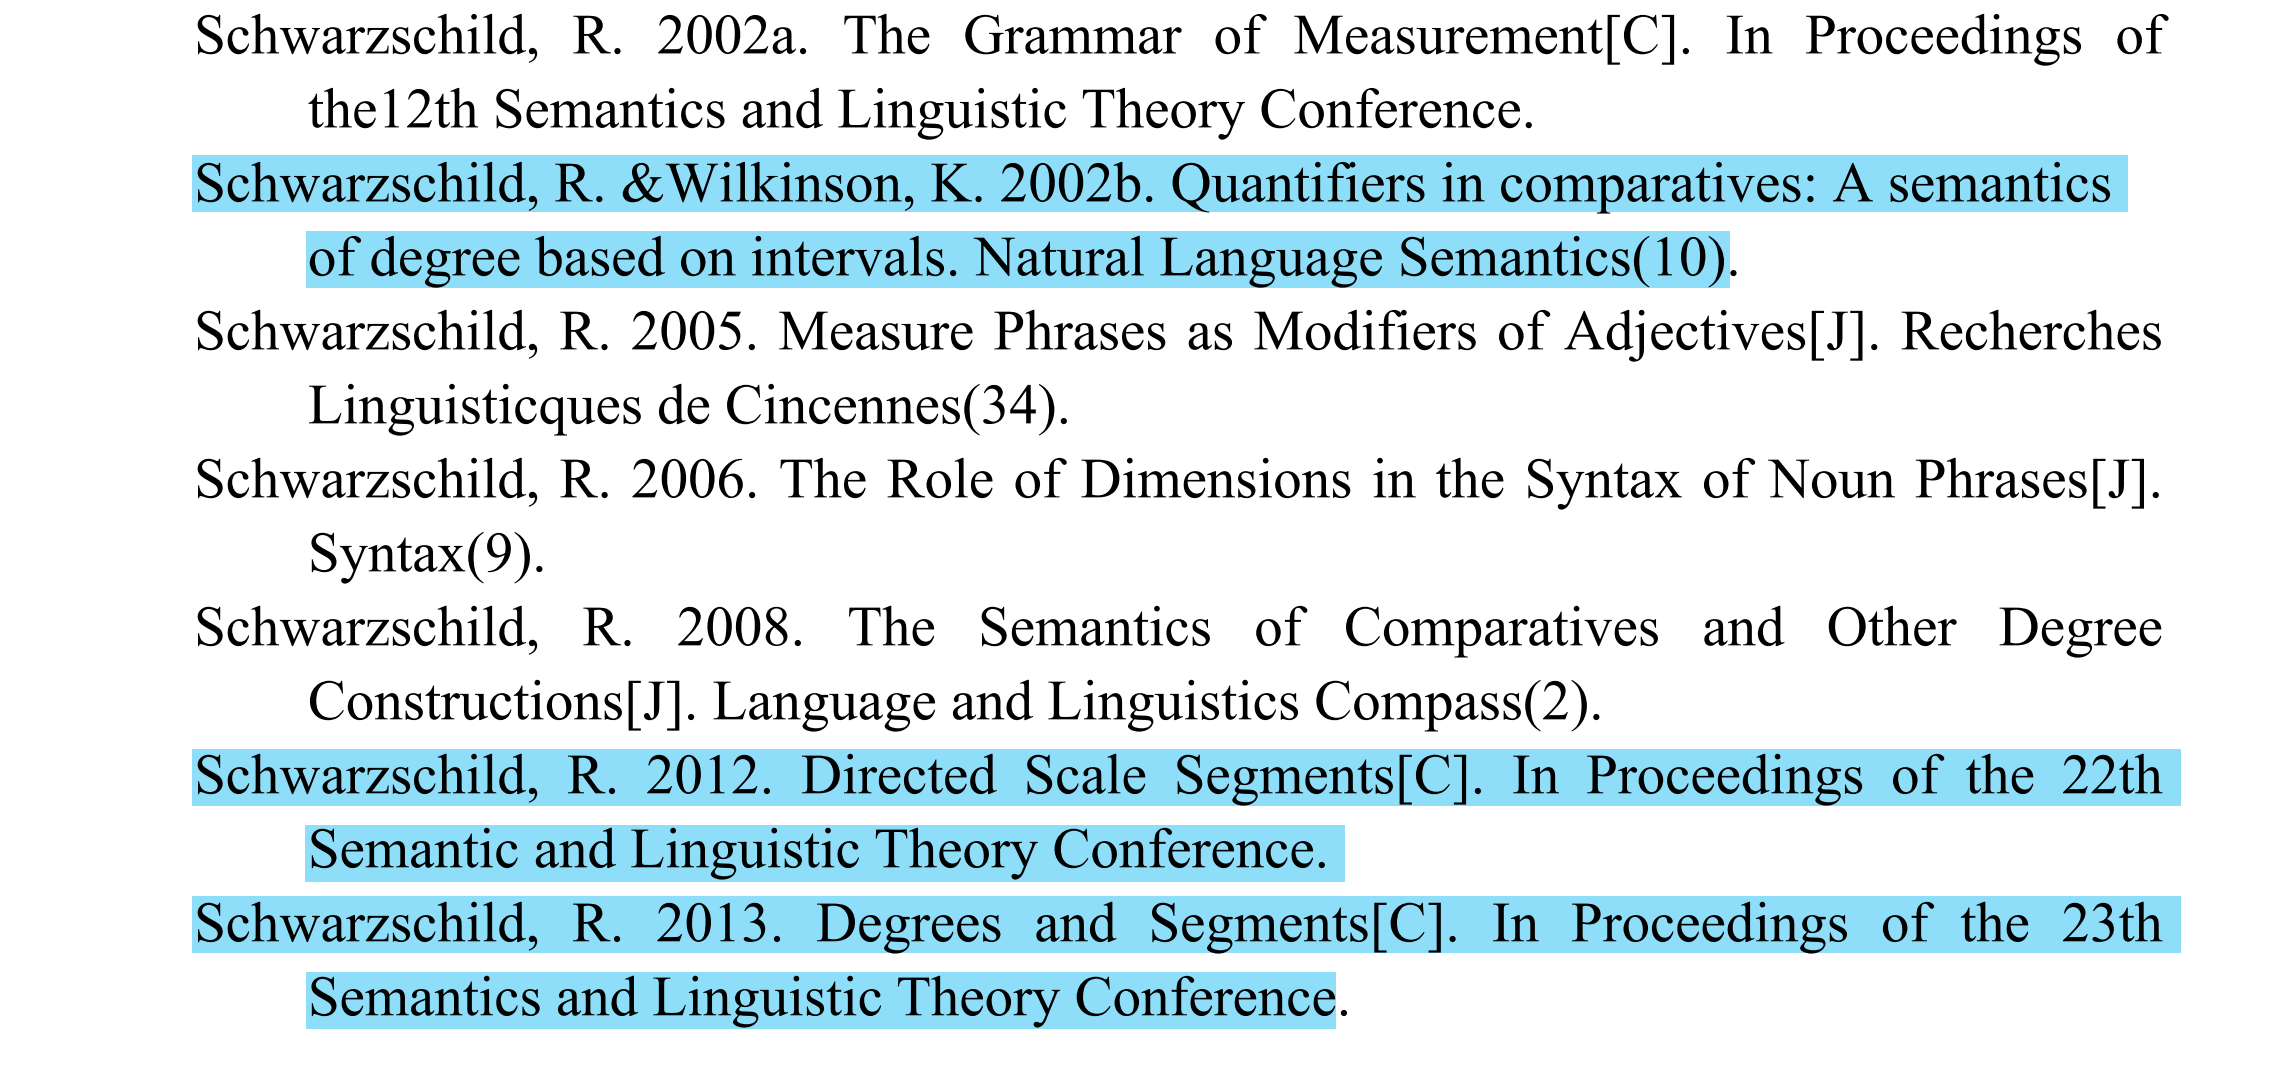 Schwarzschild, R. 2002a. The Grammar of Measurement[C]. In Proceedings of
the12th Semantics and Linguistic Theory Conference.
Schwarzschild, R. &Wilkinson, K. 2002b. Quantifiers in comparatives: A semantics
of degree based on intervals. Natural Language Semantics(10).
Schwarzschild, R. 2005. Measure Phrases as Modifiers of Adjectives[J]. Recherches
Linguisticques de Cincennes(34).
Schwarzschild, R. 2006. The Role of Dimensions in the Syntax of Noun Phrases[J].
Syntax(9).
Schwarzschild, R. 2008. The Semantics of Comparatives and Other Degree
Constructions[J]. Language and Linguistics Compass(2).
Schwarzschild, R. 2012. Directed Scale Segments[C]. In Proceedings of the 22th
Semantic and Linguistic Theory Conference.
Schwarzschild, R. 2013. Degrees and Segments[C]. In Proceedings of the 23th
Semantics and Linguistic Theory Conference.